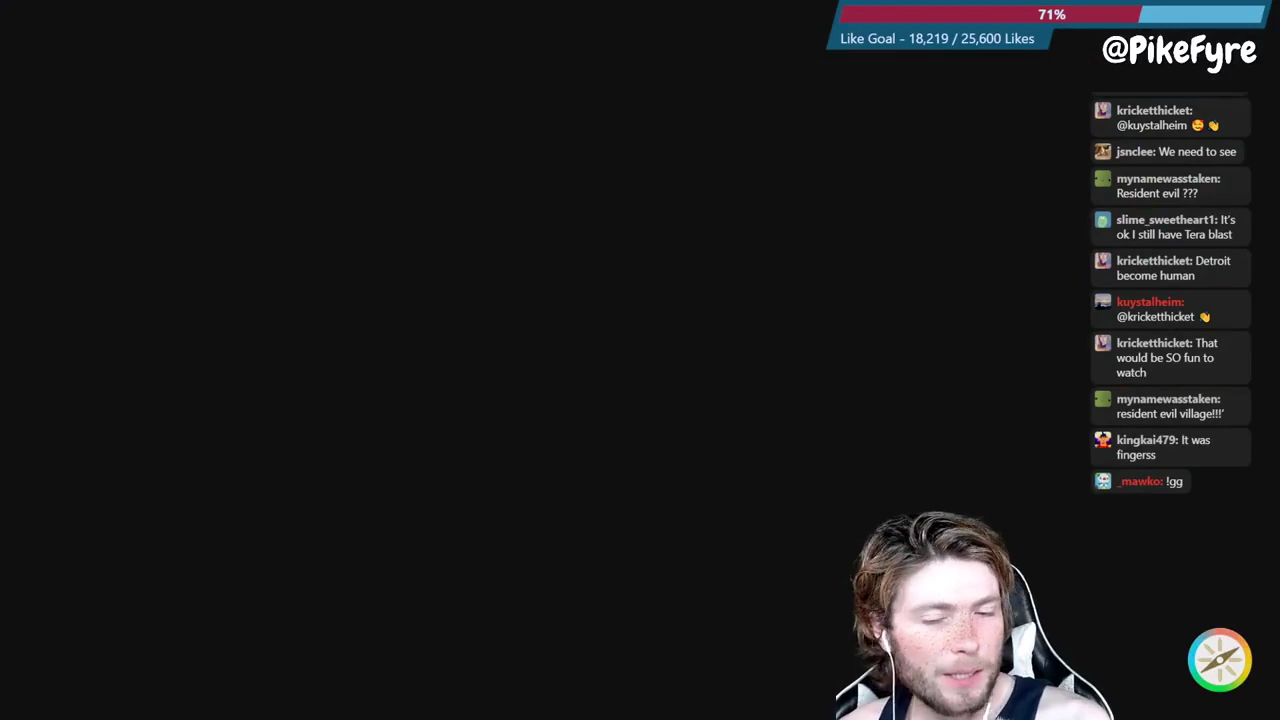 71%
Like Goal - 18,219 / 25,600 Likes
@PikeFyre
kricketthicket:
@kuystalheim 🥰 👏
jsnclee: We need to see
mynamewasstaken:
Resident evil ???
slime_sweetheart1: It's
ok I still have Tera blast
kricketthicket: Detroit
become human
kuystalheim:
@kricketthicket 👏
kricketthicket: That
would be SO fun to
watch
mynamewasstaken:
resident evil village!!!'
kingkai479: It was
fingerss
_mawko: !gg